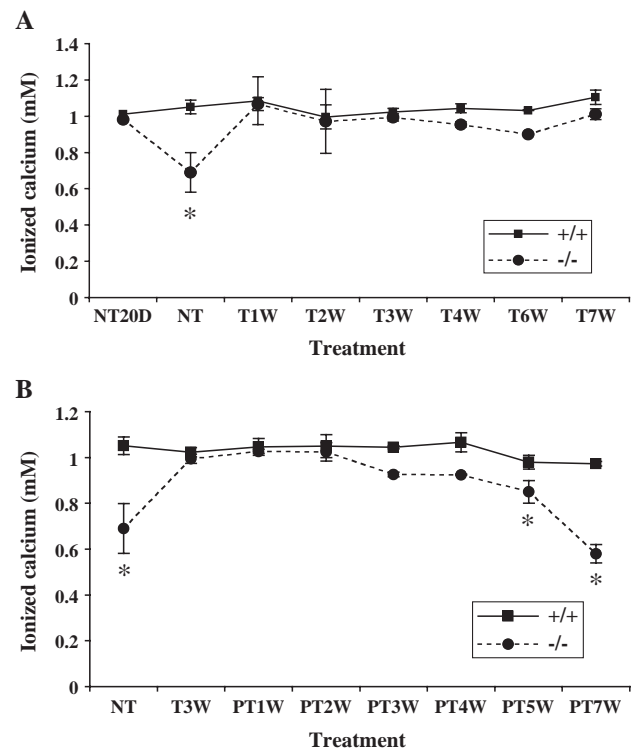 A
Ionized calcium (mM)
1.4
1.2
1
0.8
0.6
0.4
0.2
0
*
+/+
-/-
NT20D NT T1W T2W T3W T4W T6W T7W
Treatment
B
Ionized calcium (mM)
1.2
1
0.8
0.6
0.4
0.2
0
*
*
*
+/+
-/-
NT T3W PT1W PT2W PT3W PT4W PT5W PT7W
Treatment